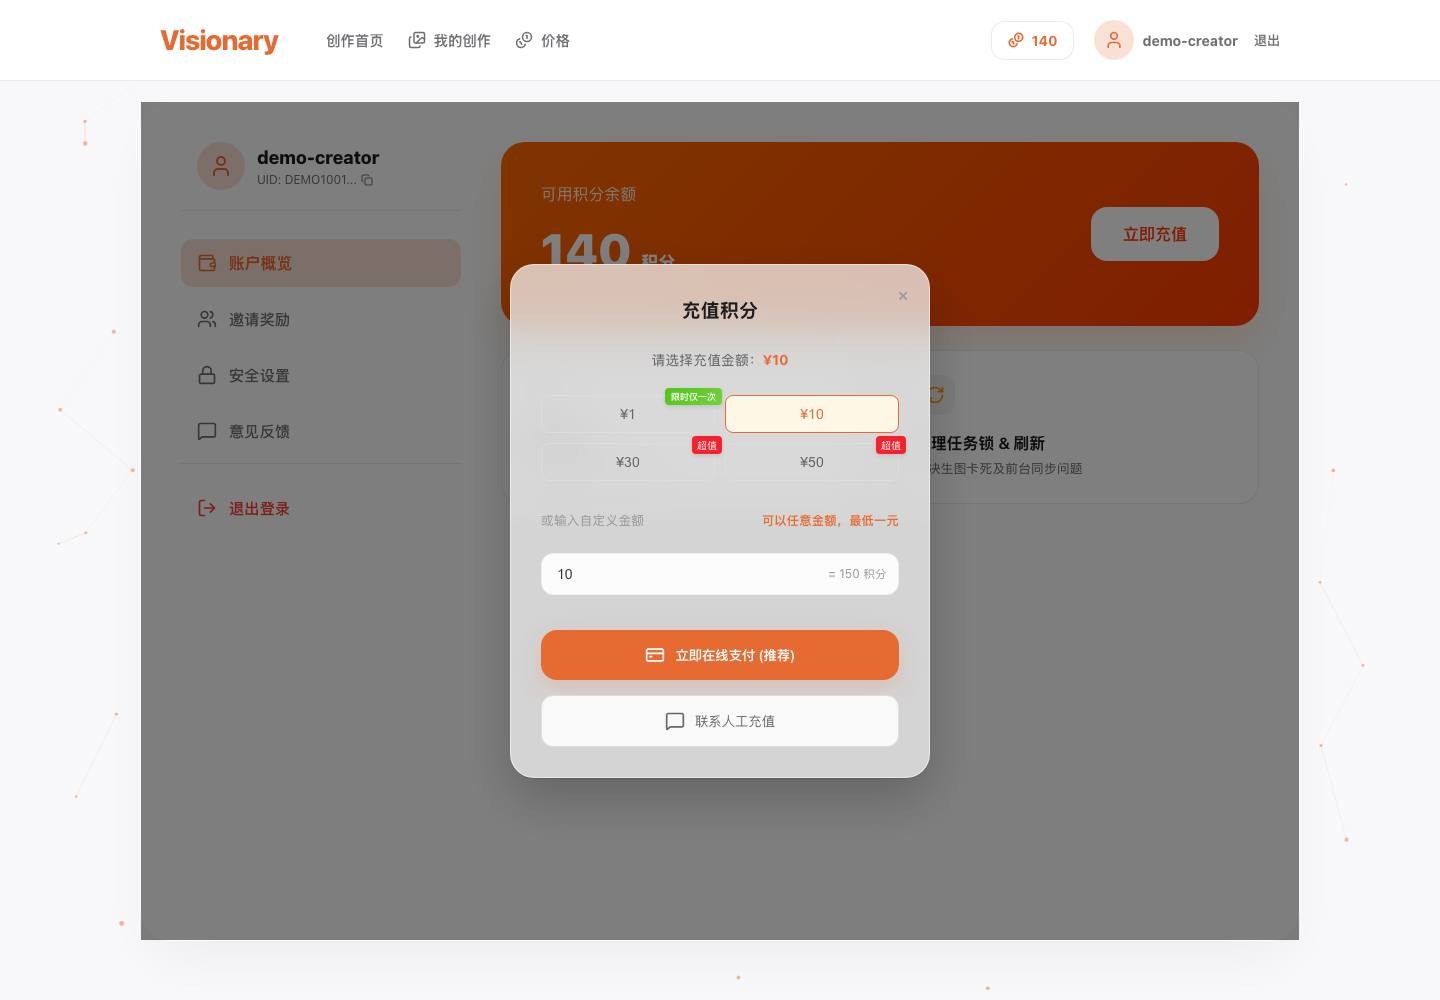 Visionary
创作首页
我的创作
价格
140
demo-creator
退出
demo-creator
UID: DEMO1001...
账户概览
邀请奖励
安全设置
意见反馈
退出登录
可用积分余额
140 积分
立即充值
理任务锁 & 刷新
决生图卡死及前台同步问题
充值积分
×
请选择充值金额：¥10
¥1
限时仅一次
¥10
¥30
超值
¥50
超值
或输入自定义金额
可以任意金额，最低一元
10
= 150 积分
立即在线支付 (推荐)
联系人工充值